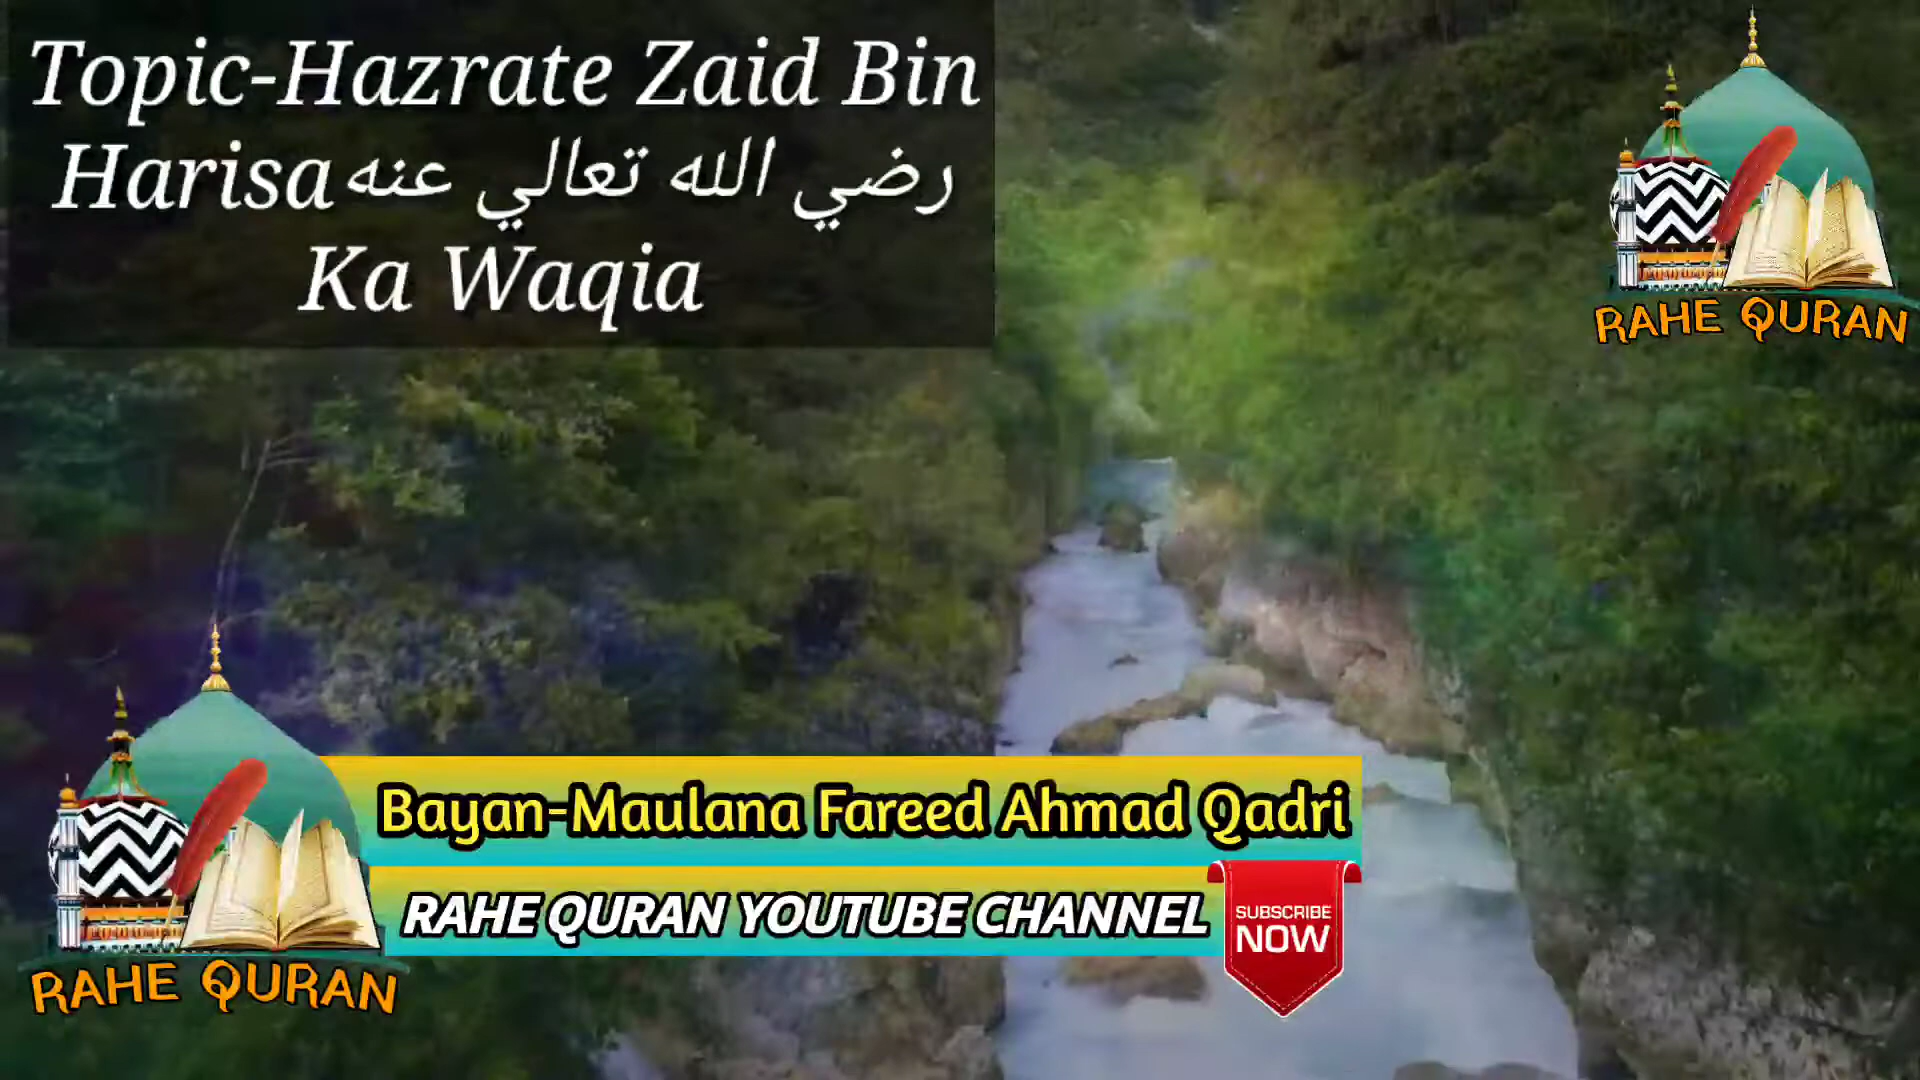 Topic-Hazrate Zaid Bin
Harisa رضي الله تعالي عنه
Ka Waqia
RAHE QURAN
Bayan-Maulana Fareed Ahmad Qadri
RAHE QURAN YOUTUBE CHANNEL
SUBSCRIBE
NOW
RAHE QURAN